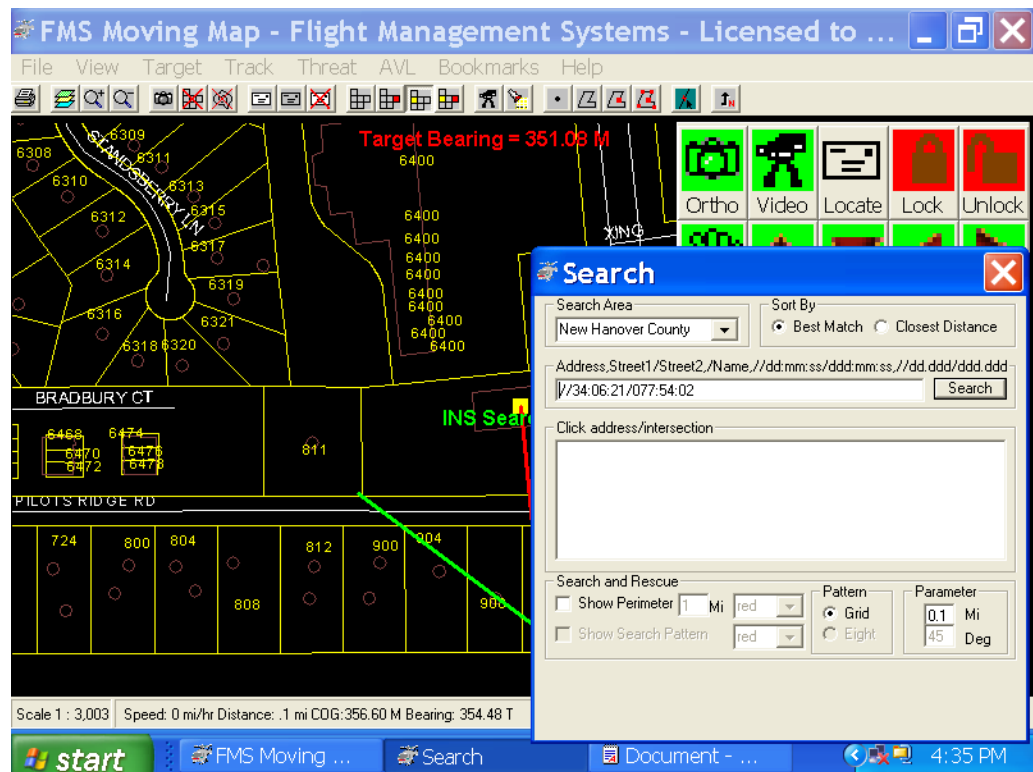 FMS Moving Map - Flight Management Systems - Licensed to ...
File View Target Track Threat AVL Bookmarks Help
Target Bearing = 351.08 M
6309
6308
STANDSBERRY LN
6311
6310
6313
6312
6315
6317
6314
6319
6316
6321
6318 6320
6400
6400
6400
6400
6400
6400
6400
6400
6400
6400
XING
Ortho Video Locate Lock Unlock
BRADBURY CT
6468 6474
6470 6476
6472 6478
811
INS Sear
PILOTS RIDGE RD
724 800 804 812 900 904
808 908
Search
Search Area
New Hanover County
Sort By
Best Match Closest Distance
Address,Street1/Street2,/Name,//dd:mm:ss/ddd:mm:ss,//dd.ddd/ddd.ddd
//34:06:21/077:54:02
Search
Click address/intersection
Search and Rescue
Show Perimeter 1 Mi red
Show Search Pattern red
Pattern
Grid
Eight
Parameter
0.1 Mi
45 Deg
Scale 1 : 3,003 Speed: 0 mi/hr Distance: .1 mi COG:356.60 M Bearing: 354.48 T
start FMS Moving ... Search Document - ... 4:35 PM